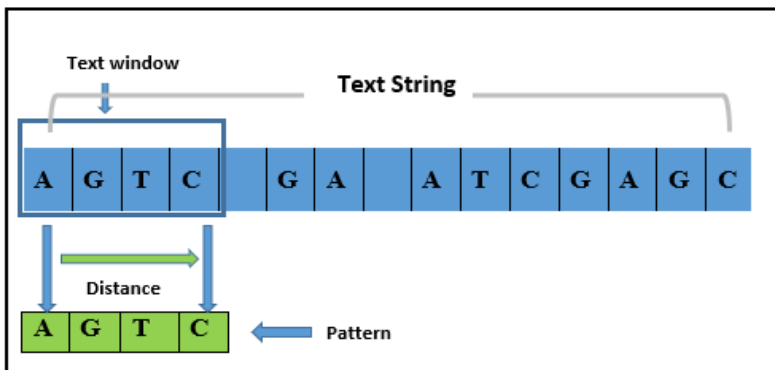 Text window
Text String
A G T C G A A T C G A G C
Distance
A G T C
Pattern